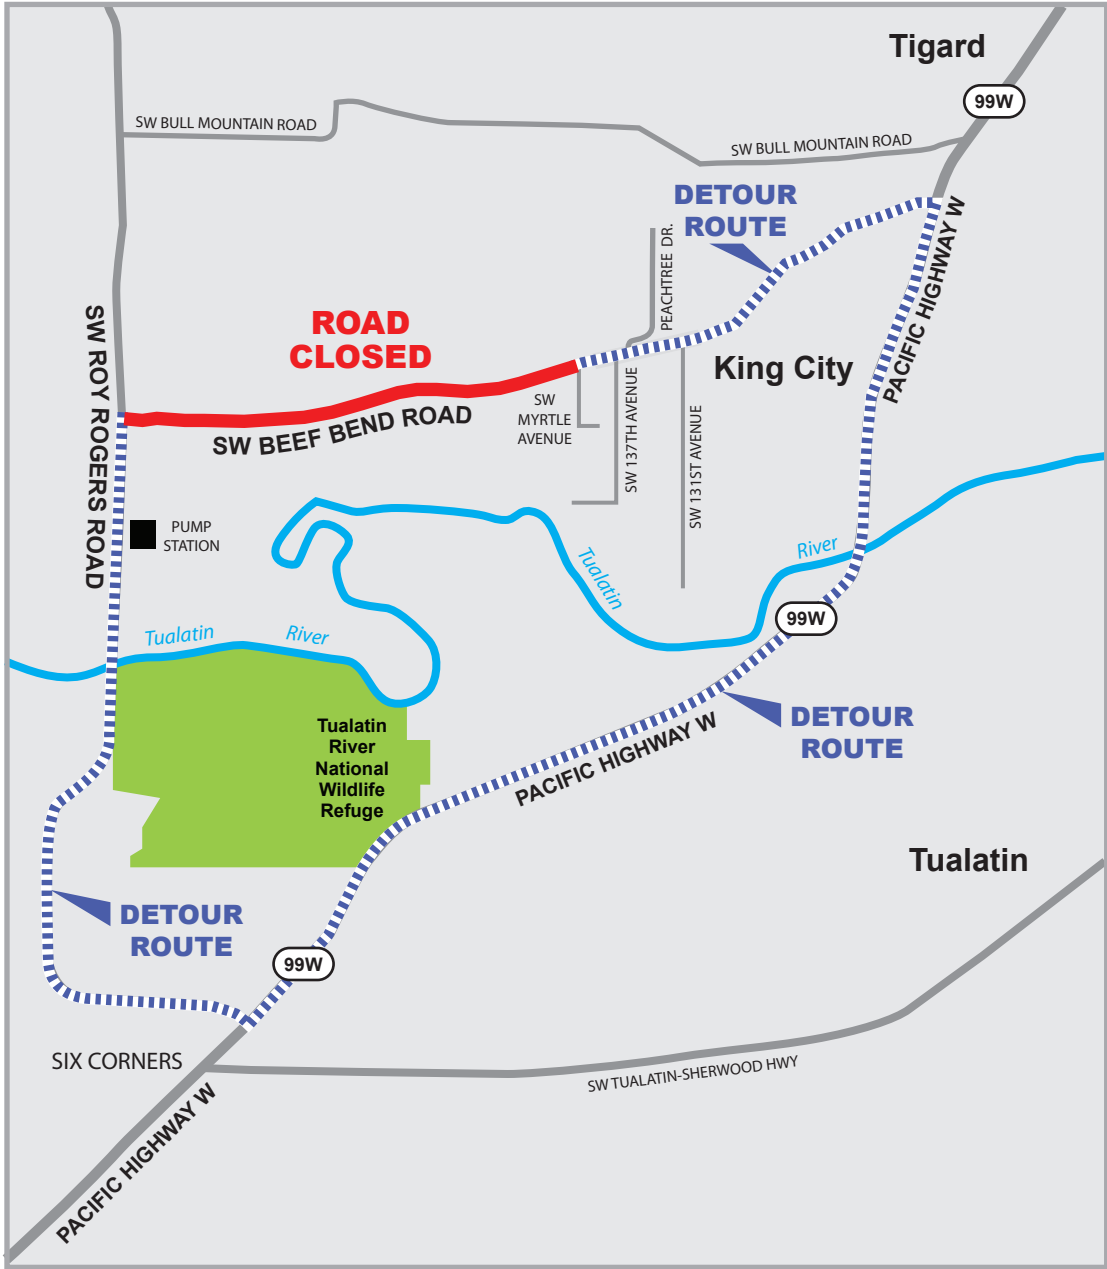 Tigard
99W
SW BULL MOUNTAIN ROAD
SW BULL MOUNTAIN ROAD
DETOUR
ROUTE
PACIFIC HIGHWAY W
PEACHTREE DR.
SW ROY ROGERS ROAD
ROAD
CLOSED
King City
SW BEEF BEND ROAD
SW
MYRTLE
AVENUE
SW 137TH AVENUE
SW 131ST AVENUE
PUMP
STATION
Tualatin
River
99W
Tualatin
River
Tualatin
River
National
Wildlife
Refuge
DETOUR
ROUTE
PACIFIC HIGHWAY W
Tualatin
DETOUR
ROUTE
99W
SIX CORNERS
SW TUALATIN-SHERWOOD HWY
PACIFIC HIGHWAY W